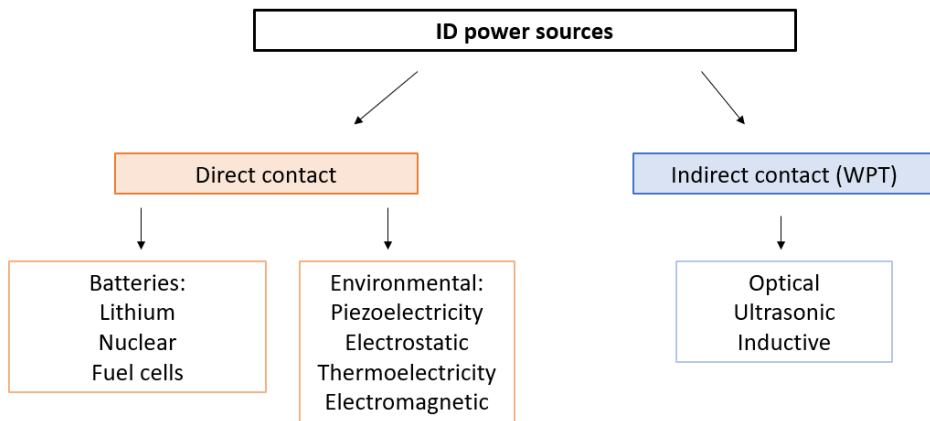 ID power sources
Direct contact
Indirect contact (WPT)
Batteries:
Lithium
Nuclear
Fuel cells
Environmental:
Piezoelectricity
Electrostatic
Thermoelectricity
Electromagnetic
Optical
Ultrasonic
Inductive